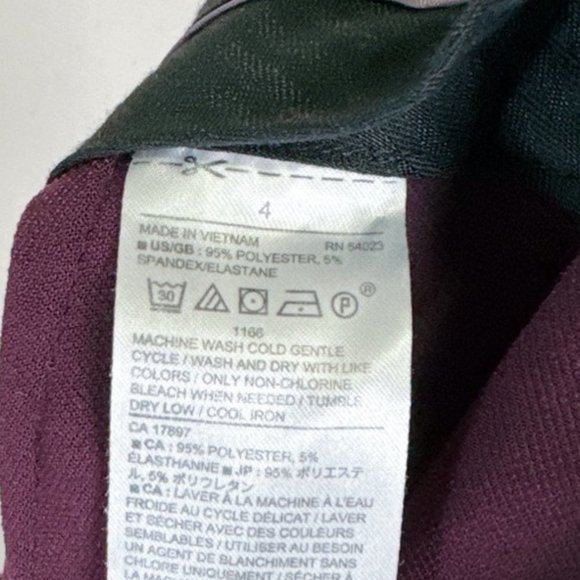 4
MADE IN VIETNAM RN 54023
■ US/GB : 95% POLYESTER, 5%
SPANDEX/ELASTANE
30 P ®
1166
MACHINE WASH COLD GENTLE
CYCLE / WASH AND DRY WITH LIKE
COLORS / ONLY NON-CHLORINE
BLEACH WHEN NEEDED / TUMBLE
DRY LOW / COOL IRON
CA 17897
■ CA : 95% POLYESTER, 5%
ÉLASTHANNE ■ JP : 95% ポリエステ
ル, 5% ポリウレタン
■ CA : LAVER À LA MACHINE À L'EAU
FROIDE AU CYCLE DÉLICAT / LAVER
ET SÉCHER AVEC DES COULEURS
SEMBLABLES / UTILISER AU BESOIN
UN AGENT DE BLANCHIMENT SANS
CHLORE UNIQUEMENT / SÉCHER À